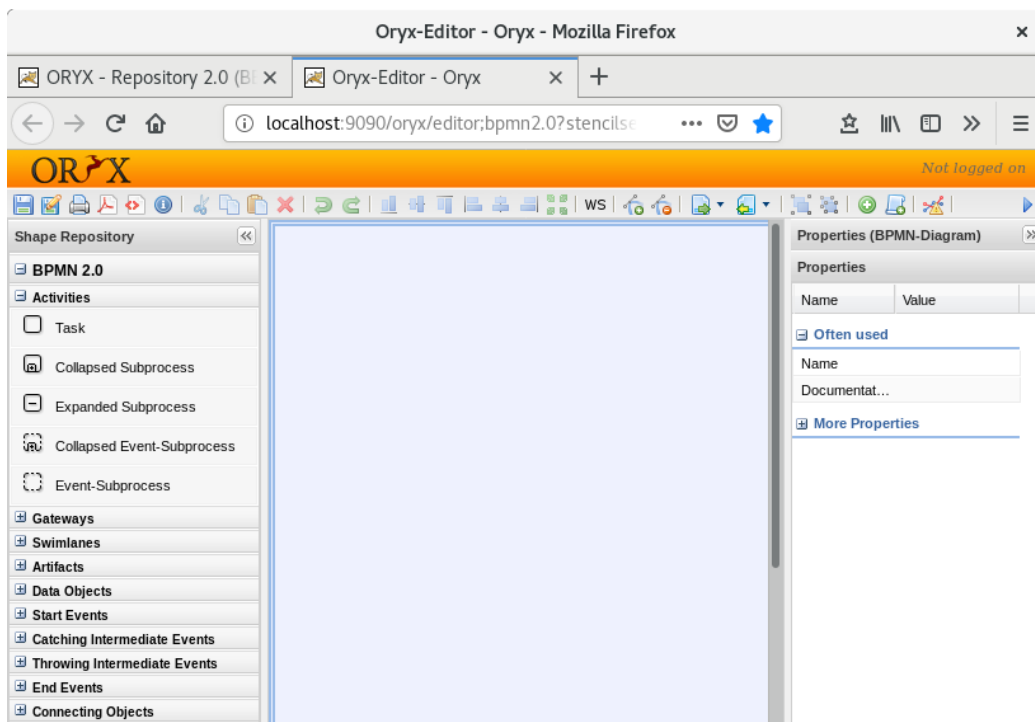 Oryx-Editor - Oryx - Mozilla Firefox
ORYX - Repository 2.0 (B
Oryx-Editor - Oryx
localhost:9090/oryx/editor;bpmn2.0?stencilse
ORYX
Not logged on
WS
Shape Repository
Properties (BPMN-Diagram)
BPMN 2.0
Properties
Activities
Name Value
Task
Often used
Collapsed Subprocess
Name
Documentat...
Expanded Subprocess
More Properties
Collapsed Event-Subprocess
Event-Subprocess
Gateways
Swimlanes
Artifacts
Data Objects
Start Events
Catching Intermediate Events
Throwing Intermediate Events
End Events
Connecting Objects